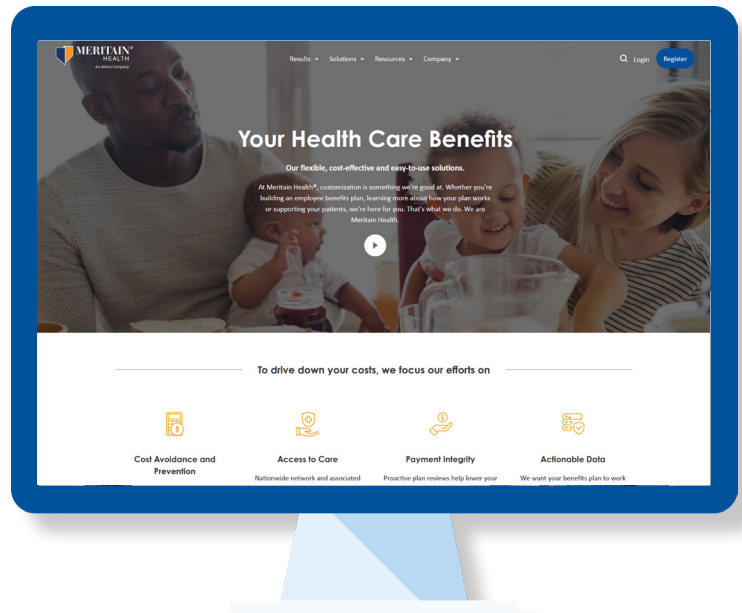 MERITAIN®
HEALTH
An Aetna Company
Results Solutions Resources Company
Login Register
Your Health Care Benefits
Our flexible, cost-effective and easy-to-use solutions.
At Meritain Health®, customization is something we're good at. Whether you're
building an employee benefits plan, learning more about how your plan works
or supporting your patients, we're here for you. That's what we do. We are
Meritain Health.
To drive down your costs, we focus our efforts on
Cost Avoidance and
Prevention
Access to Care
Nationwide network and associated
Payment Integrity
Proactive plan reviews help lower your
Actionable Data
We want your benefits plan to work